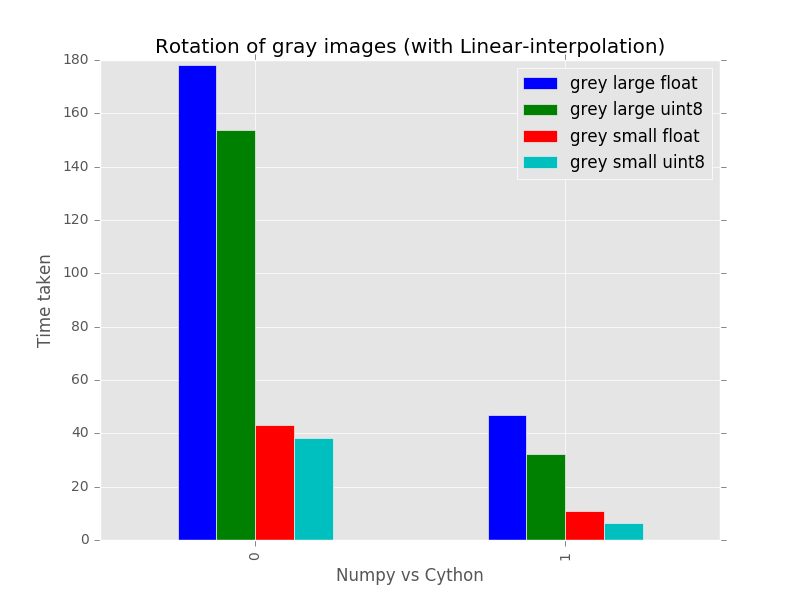 Rotation of gray images (with Linear-interpolation)
180
160
140
120
100
80
60
40
20
0
Time taken
grey large float
grey large uint8
grey small float
grey small uint8
0
1
Numpy vs Cython